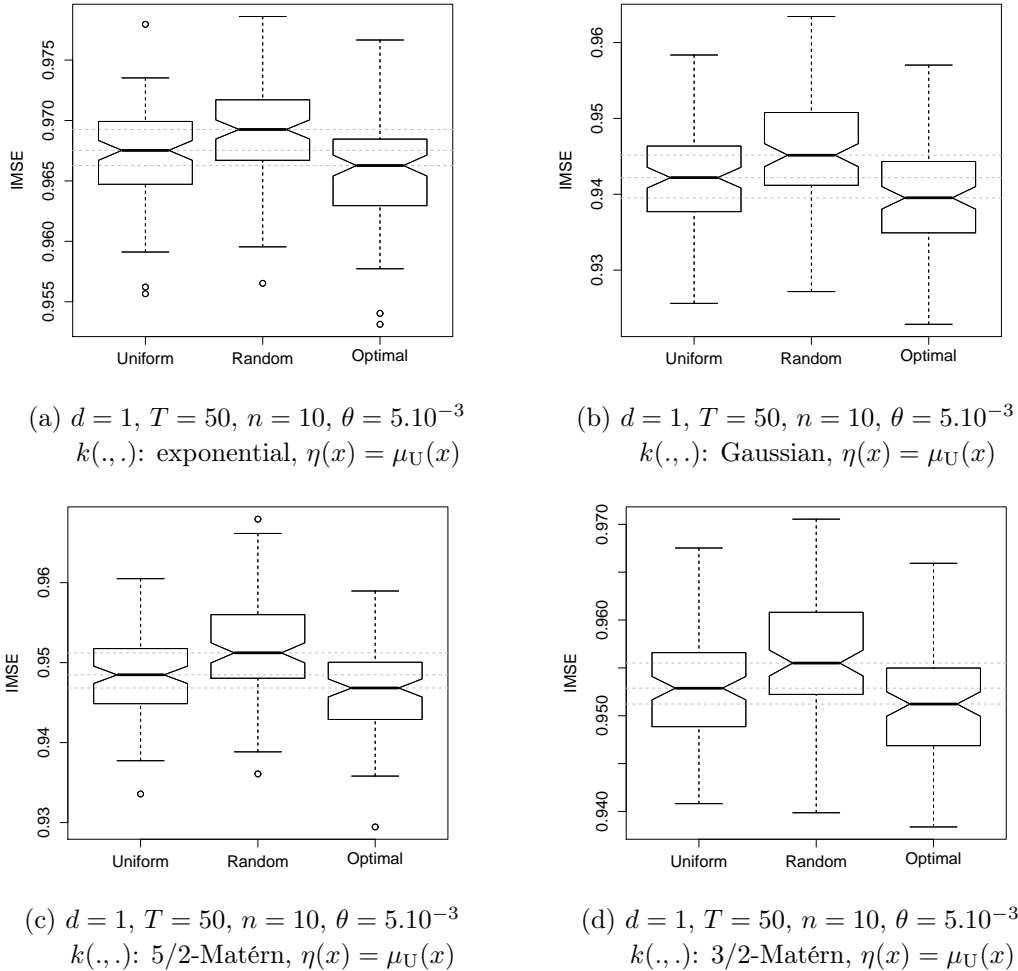 IMSE
0.975
0.970
0.965
0.960
0.955
Uniform Random Optimal
(a) d = 1, T = 50, n = 10, θ = 5.10⁻³
k(.,.): exponential, η(x) = μ_U(x)
IMSE
0.96
0.95
0.94
0.93
Uniform Random Optimal
(b) d = 1, T = 50, n = 10, θ = 5.10⁻³
k(.,.): Gaussian, η(x) = μ_U(x)
IMSE
0.96
0.95
0.94
0.93
Uniform Random Optimal
(c) d = 1, T = 50, n = 10, θ = 5.10⁻³
k(.,.): 5/2-Matérn, η(x) = μ_U(x)
IMSE
0.970
0.960
0.950
0.940
Uniform Random Optimal
(d) d = 1, T = 50, n = 10, θ = 5.10⁻³
k(.,.): 3/2-Matérn, η(x) = μ_U(x)